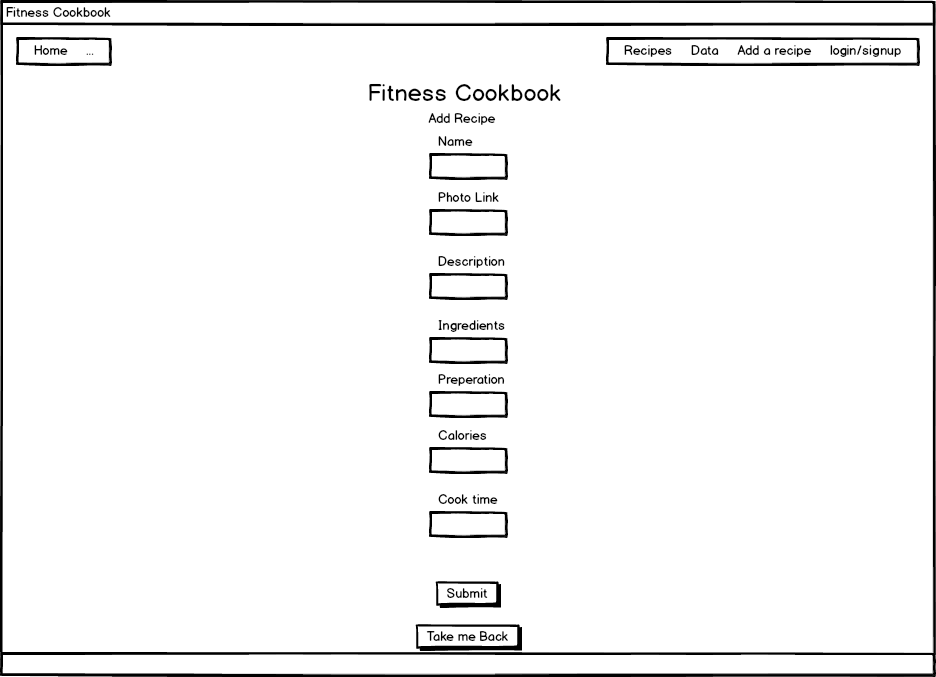 Fitness Cookbook
Home ... Recipes Data Add a recipe login/signup
Fitness Cookbook
Add Recipe
Name
Photo Link
Description
Ingredients
Preperation
Calories
Cook time
Submit
Take me Back